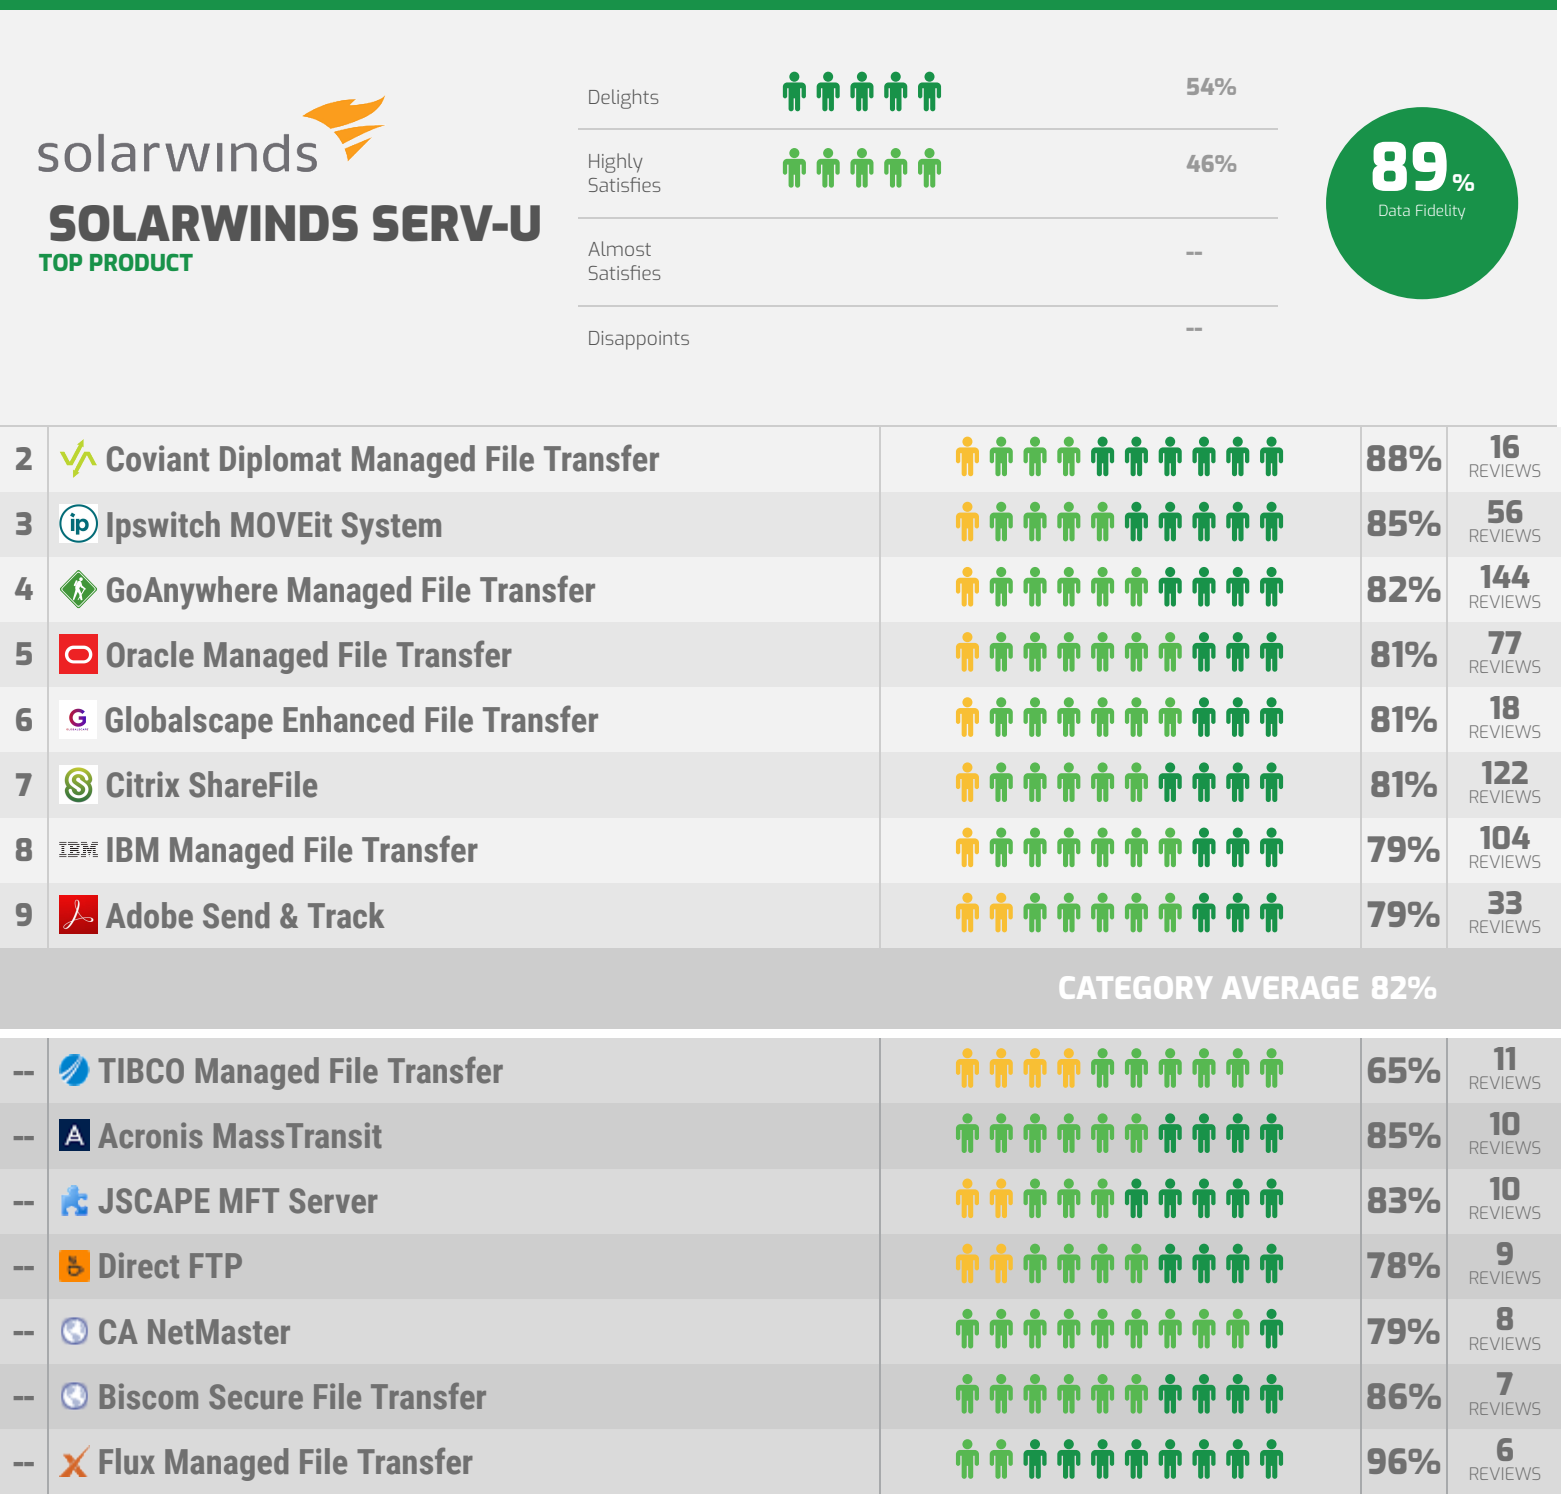 solarwinds
SOLARWINDS SERV-U
TOP PRODUCT
Delights 54%
Highly
Satisfies 46%
Almost
Satisfies --
Disappoints --
89%
Data Fidelity
2 Coviant Diplomat Managed File Transfer 88% 16
REVIEWS
3 ip Ipswitch MOVEit System 85% 56
REVIEWS
4 GoAnywhere Managed File Transfer 82% 144
REVIEWS
5 Oracle Managed File Transfer 81% 77
REVIEWS
6 G Globalscape Enhanced File Transfer 81% 18
REVIEWS
7 Citrix ShareFile 81% 122
REVIEWS
8 IBM IBM Managed File Transfer 79% 104
REVIEWS
9 Adobe Send & Track 79% 33
REVIEWS
CATEGORY AVERAGE 82%
-- TIBCO Managed File Transfer 65% 11
REVIEWS
-- A Acronis MassTransit 85% 10
REVIEWS
-- JSCAPE MFT Server 83% 10
REVIEWS
-- Direct FTP 78% 9
REVIEWS
-- CA NetMaster 79% 8
REVIEWS
-- Biscom Secure File Transfer 86% 7
REVIEWS
-- Flux Managed File Transfer 96% 6
REVIEWS